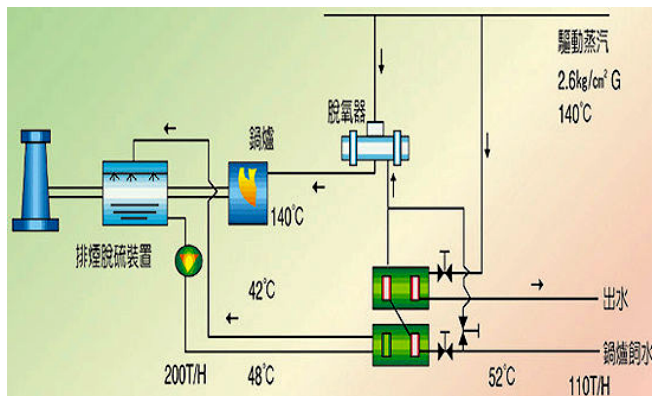 驅動蒸汽
2.6kg/cm² G
140℃
脫氧器
鍋爐
140℃
排煙脫硫裝置
42℃
出水
鍋爐飼水
200T/H
48℃
52℃
110T/H